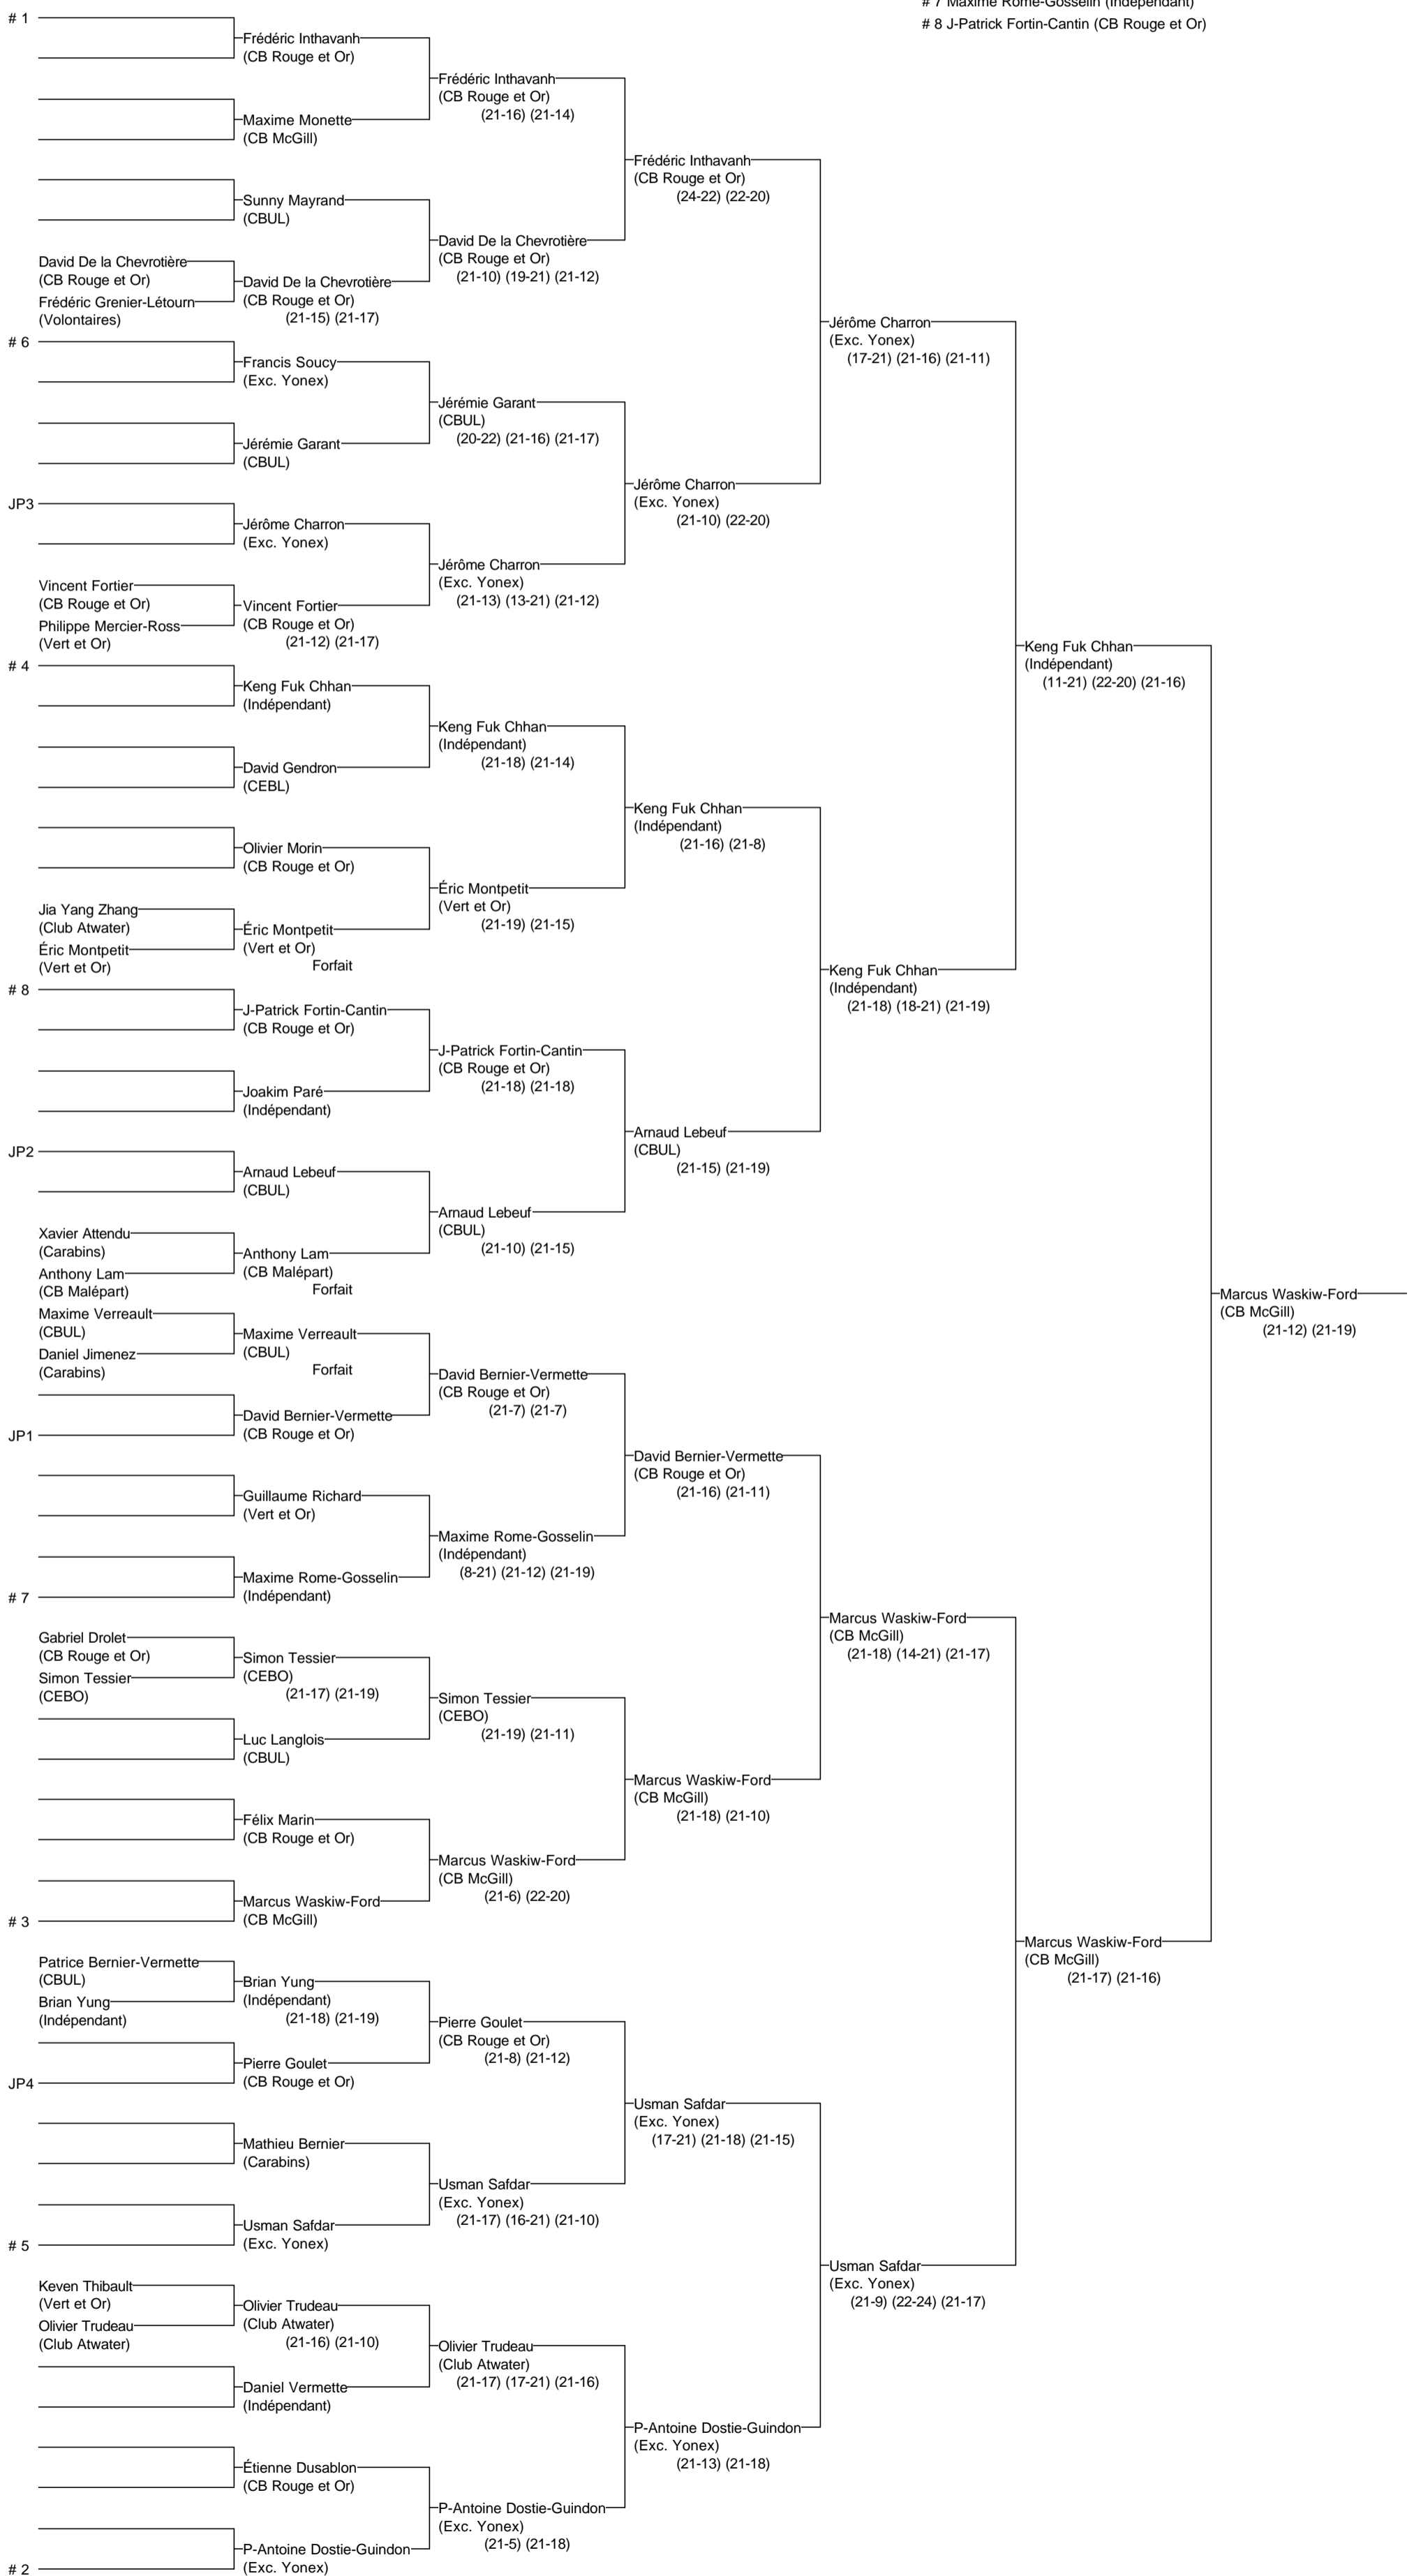 # 7 Maxime Rome-Gosselin (Indépendant)
# 8 J-Patrick Fortin-Cantin (CB Rouge et Or)
# 1
Frédéric Inthavanh
(CB Rouge et Or)
Frédéric Inthavanh
(CB Rouge et Or)
(21-16) (21-14)
Maxime Monette
(CB McGill)
Frédéric Inthavanh
(CB Rouge et Or)
(24-22) (22-20)
Sunny Mayrand
(CBUL)
David De la Chevrotière
(CB Rouge et Or)
(21-10) (19-21) (21-12)
David De la Chevrotière
(CB Rouge et Or)
Frédéric Grenier-Létourn
(Volontaires)
David De la Chevrotière
(CB Rouge et Or)
(21-15) (21-17)
Jérôme Charron
(Exc. Yonex)
(17-21) (21-16) (21-11)
# 6
Francis Soucy
(Exc. Yonex)
Jérémie Garant
(CBUL)
(20-22) (21-16) (21-17)
Jérémie Garant
(CBUL)
Jérôme Charron
(Exc. Yonex)
(21-10) (22-20)
JP3
Jérôme Charron
(Exc. Yonex)
Jérôme Charron
(Exc. Yonex)
(21-13) (13-21) (21-12)
Vincent Fortier
(CB Rouge et Or)
Philippe Mercier-Ross
(Vert et Or)
Vincent Fortier
(CB Rouge et Or)
(21-12) (21-17)
Keng Fuk Chhan
(Indépendant)
(11-21) (22-20) (21-16)
# 4
Keng Fuk Chhan
(Indépendant)
Keng Fuk Chhan
(Indépendant)
(21-18) (21-14)
David Gendron
(CEBL)
Keng Fuk Chhan
(Indépendant)
(21-16) (21-8)
Olivier Morin
(CB Rouge et Or)
Éric Montpetit
(Vert et Or)
(21-19) (21-15)
Jia Yang Zhang
(Club Atwater)
Éric Montpetit
(Vert et Or)
Éric Montpetit
(Vert et Or)
Forfait
Keng Fuk Chhan
(Indépendant)
(21-18) (18-21) (21-19)
# 8
J-Patrick Fortin-Cantin
(CB Rouge et Or)
J-Patrick Fortin-Cantin
(CB Rouge et Or)
(21-18) (21-18)
Joakim Paré
(Indépendant)
Arnaud Lebeuf
(CBUL)
(21-15) (21-19)
JP2
Arnaud Lebeuf
(CBUL)
Arnaud Lebeuf
(CBUL)
(21-10) (21-15)
Xavier Attendu
(Carabins)
Anthony Lam
(CB Malépart)
Anthony Lam
(CB Malépart)
Forfait
Marcus Waskiw-Ford
(CB McGill)
(21-12) (21-19)
Maxime Verreault
(CBUL)
Daniel Jimenez
(Carabins)
Maxime Verreault
(CBUL)
Forfait
David Bernier-Vermette
(CB Rouge et Or)
(21-7) (21-7)
David Bernier-Vermette
(CB Rouge et Or)
JP1
David Bernier-Vermette
(CB Rouge et Or)
(21-16) (21-11)
Guillaume Richard
(Vert et Or)
Maxime Rome-Gosselin
(Indépendant)
(8-21) (21-12) (21-19)
Maxime Rome-Gosselin
(Indépendant)
# 7
Marcus Waskiw-Ford
(CB McGill)
(21-18) (14-21) (21-17)
Gabriel Drolet
(CB Rouge et Or)
Simon Tessier
(CEBO)
Simon Tessier
(CEBO)
(21-17) (21-19)
Simon Tessier
(CEBO)
(21-19) (21-11)
Luc Langlois
(CBUL)
Marcus Waskiw-Ford
(CB McGill)
(21-18) (21-10)
Félix Marin
(CB Rouge et Or)
Marcus Waskiw-Ford
(CB McGill)
(21-6) (22-20)
Marcus Waskiw-Ford
(CB McGill)
# 3
Marcus Waskiw-Ford
(CB McGill)
(21-17) (21-16)
Patrice Bernier-Vermette
(CBUL)
Brian Yung
(Indépendant)
Brian Yung
(Indépendant)
(21-18) (21-19)
Pierre Goulet
(CB Rouge et Or)
(21-8) (21-12)
Pierre Goulet
(CB Rouge et Or)
JP4
Usman Safdar
(Exc. Yonex)
(17-21) (21-18) (21-15)
Mathieu Bernier
(Carabins)
Usman Safdar
(Exc. Yonex)
(21-17) (16-21) (21-10)
Usman Safdar
(Exc. Yonex)
# 5
Usman Safdar
(Exc. Yonex)
(21-9) (22-24) (21-17)
Keven Thibault
(Vert et Or)
Olivier Trudeau
(Club Atwater)
Olivier Trudeau
(Club Atwater)
(21-16) (21-10)
Olivier Trudeau
(Club Atwater)
(21-17) (17-21) (21-16)
Daniel Vermette
(Indépendant)
P-Antoine Dostie-Guindon
(Exc. Yonex)
(21-13) (21-18)
Étienne Dusablon
(CB Rouge et Or)
P-Antoine Dostie-Guindon
(Exc. Yonex)
(21-5) (21-18)
P-Antoine Dostie-Guindon
(Exc. Yonex)
# 2